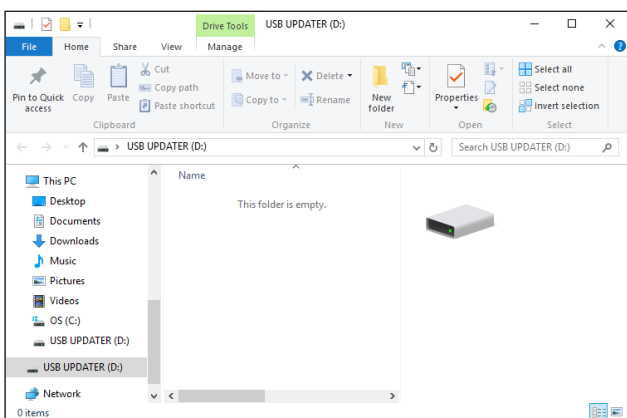 Drive Tools USB UPDATER (D:)
File Home Share View Manage
Pin to Quick access
Copy
Paste
Cut
Copy path
Paste shortcut
Clipboard
Move to
Copy to
Delete
Rename
Organize
New folder
New
Properties
Open
Select all
Select none
Invert selection
Select
USB UPDATER (D:)
Search USB UPDATER (D:)
This PC
Desktop
Documents
Downloads
Music
Pictures
Videos
OS (C:)
USB UPDATER (D:)
USB UPDATER (D:)
Network
Name
This folder is empty.
0 items